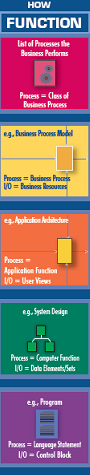 HOW
FUNCTION
List of Processes the
Business Performs
Process = Class of
Business Process
e.g., Business Process Model
Process = Business Process
I/O = Business Resources
e.g., Application Architecture
Process =
Application Function
I/O = User Views
e.g., System Design
Process = Computer Function
I/O = Data Elements/Sets
e.g., Program
Process = Language Statement
I/O = Control Block